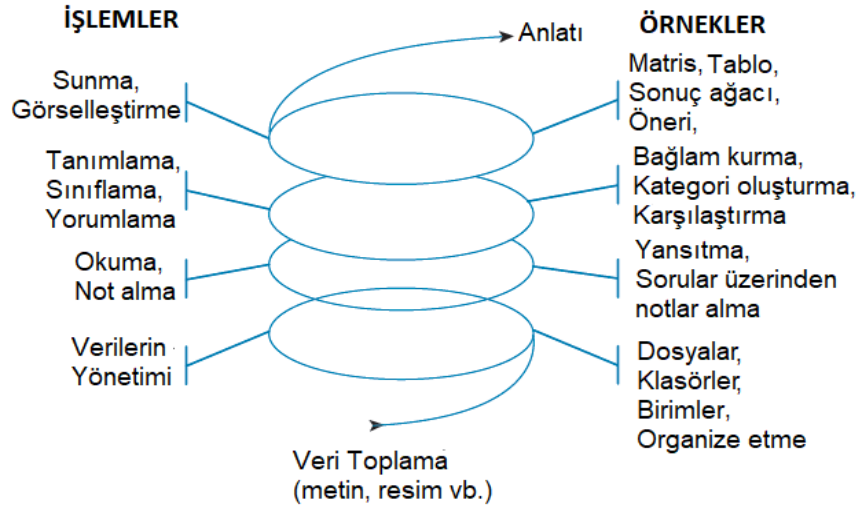 İŞLEMLER
Sunma,
Görselleştirme
Tanımlama,
Sınıflama,
Yorumlama
Okuma,
Not alma
Verilerin
Yönetimi
Anlatı
Veri Toplama
(metin, resim vb.)
ÖRNEKLER
Matris, Tablo,
Sonuç ağacı,
Öneri,
Bağlam kurma,
Kategori oluşturma,
Karşılaştırma
Yansıtma,
Sorular üzerinden
notlar alma
Dosyalar,
Klasörler,
Birimler,
Organize etme